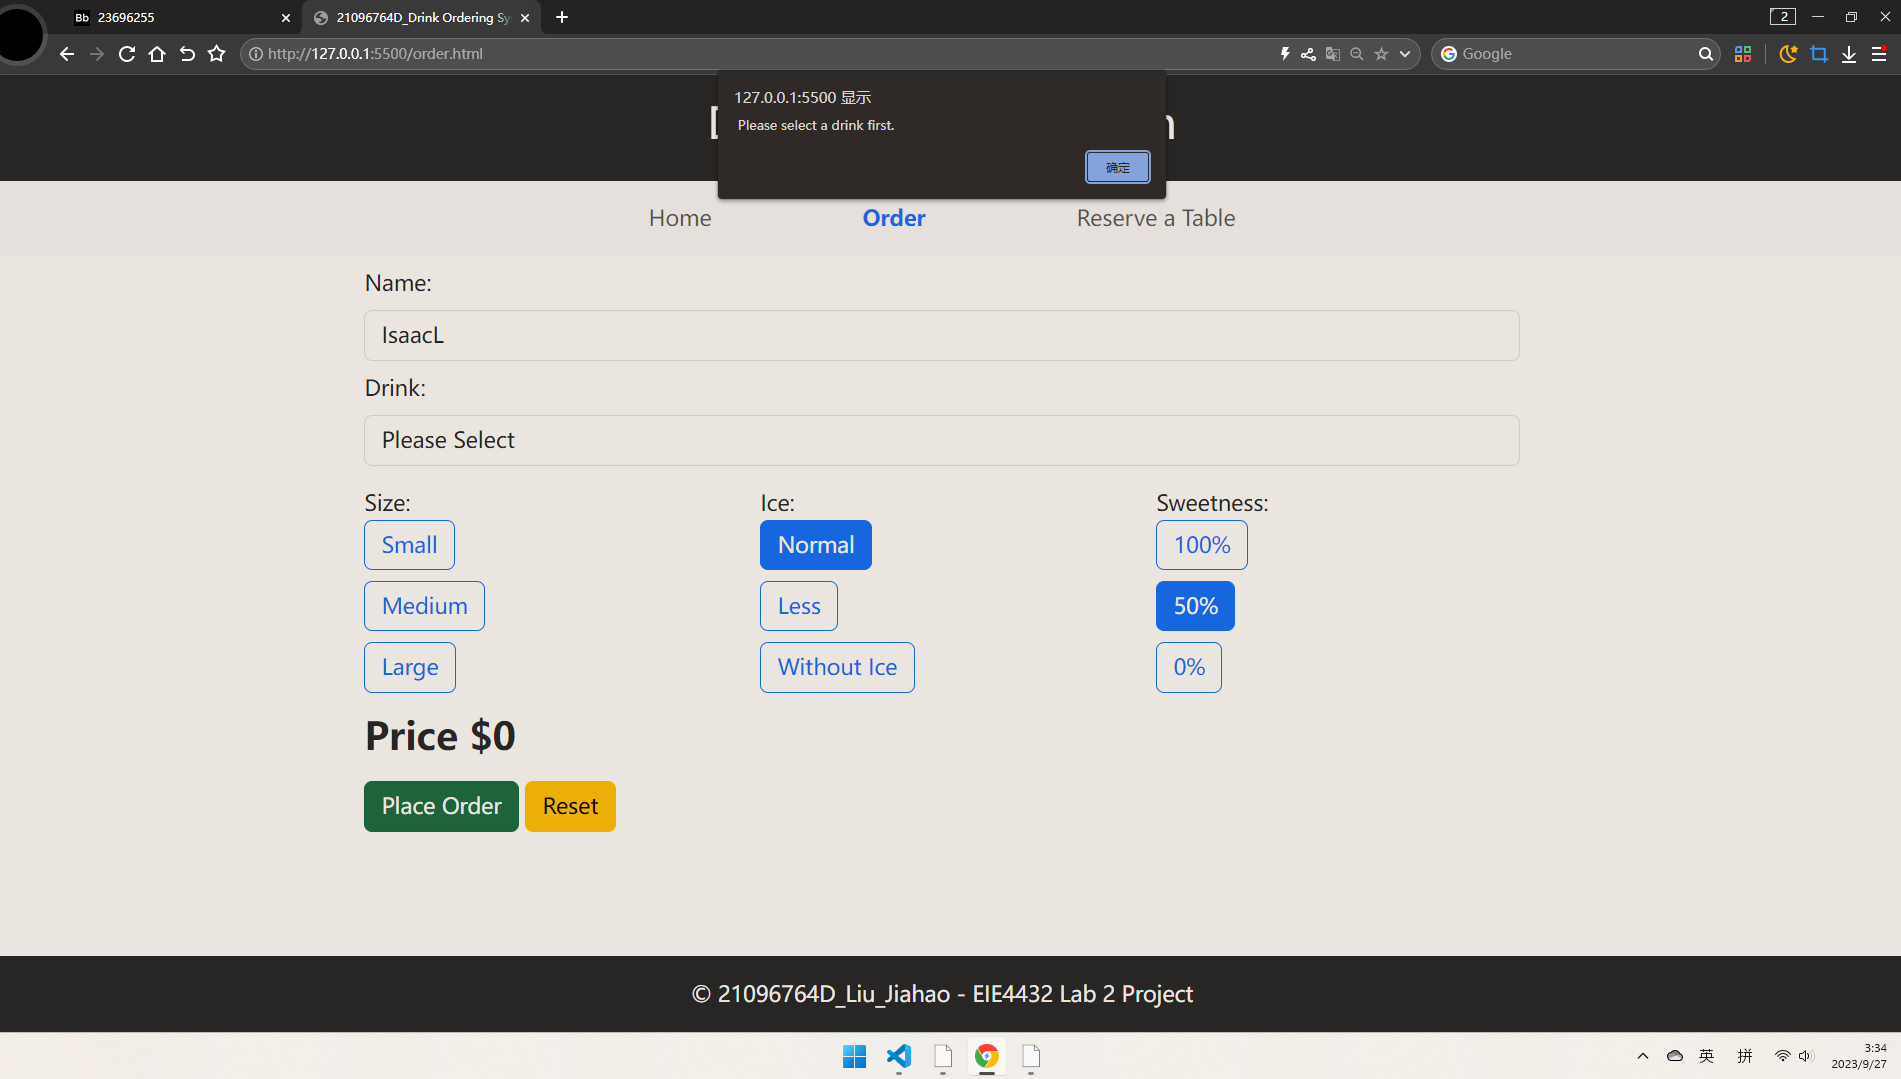 Bb 23696255
21096764D_Drink Ordering Sy
2
http://127.0.0.1:5500/order.html
Google
127.0.0.1:5500 显示
Please select a drink first.
确定
Home
Order
Reserve a Table
Name:
IsaacL
Drink:
Please Select
Size:
Ice:
Sweetness:
Small
Normal
100%
Medium
Less
50%
Large
Without Ice
0%
Price $0
Place Order
Reset
© 21096764D_Liu_Jiahao - EIE4432 Lab 2 Project
英
拼
3:34
2023/9/27